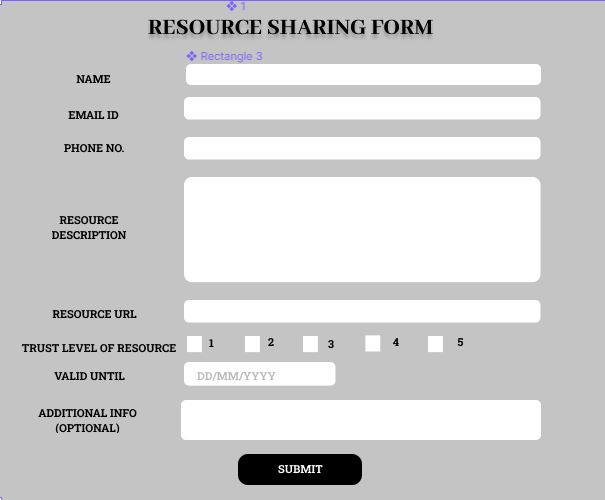 1
RESOURCE SHARING FORM
Rectangle 3
NAME
EMAIL ID
PHONE NO.
RESOURCE
DESCRIPTION
RESOURCE URL
TRUST LEVEL OF RESOURCE 1 2 3 4 5
VALID UNTIL DD/MM/YYYY
ADDITIONAL INFO
(OPTIONAL)
SUBMIT